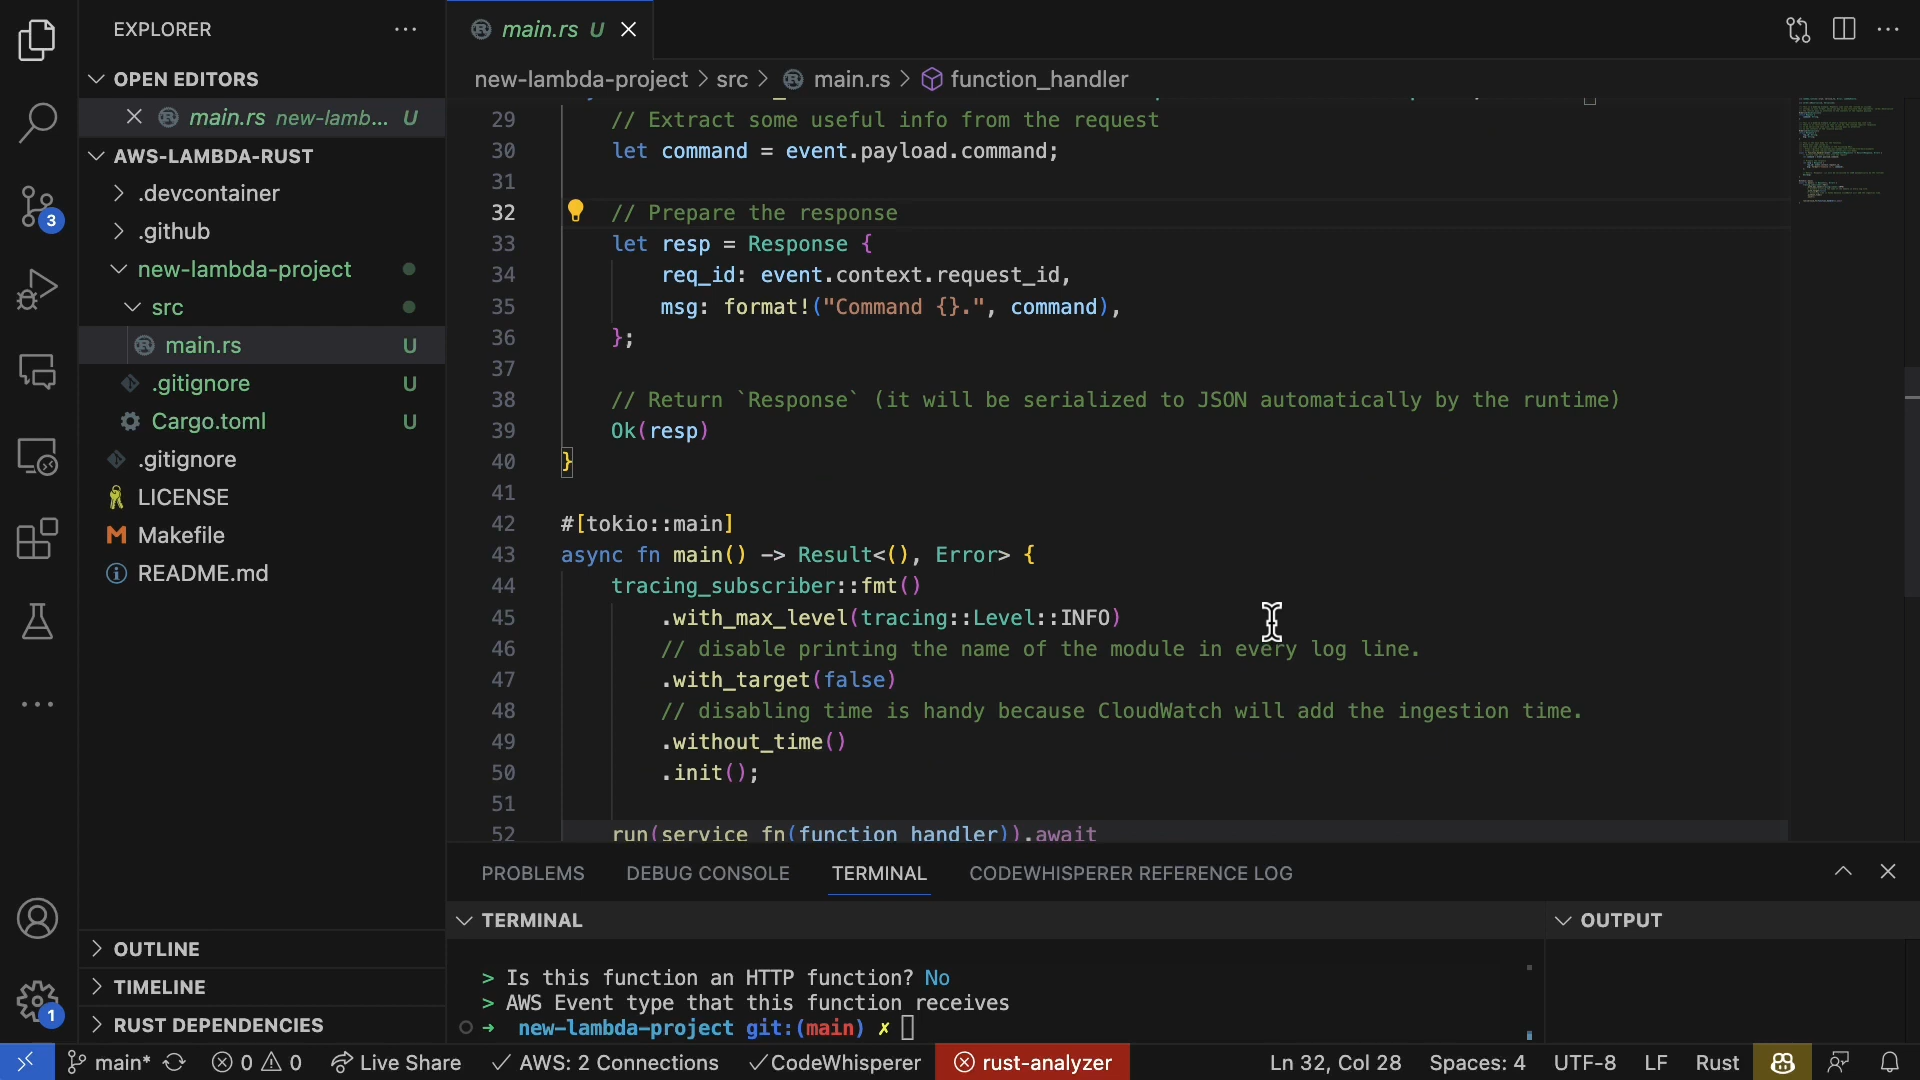 EXPLORER
main.rs U
OPEN EDITORS
main.rs new-lamb... U
AWS-LAMBDA-RUST
.devcontainer
.github
new-lambda-project
src
main.rs U
.gitignore U
Cargo.toml U
.gitignore
LICENSE
Makefile
README.md
OUTLINE
TIMELINE
RUST DEPENDENCIES
3
1
new-lambda-project > src > main.rs > function_handler
29 // Extract some useful info from the request
30 let command = event.payload.command;
31
32 // Prepare the response
33 let resp = Response {
34 req_id: event.context.request_id,
35 msg: format!("Command {}.", command),
36 };
37
38 // Return `Response` (it will be serialized to JSON automatically by the runtime)
39 Ok(resp)
40 }
41
42 #[tokio::main]
43 async fn main() -> Result<(), Error> {
44 tracing_subscriber::fmt()
45 .with_max_level(tracing::Level::INFO)
46 // disable printing the name of the module in every log line.
47 .with_target(false)
48 // disabling time is handy because CloudWatch will add the ingestion time.
49 .without_time()
50 .init();
51
52 run(service_fn(function_handler)).await
PROBLEMS DEBUG CONSOLE TERMINAL CODEWHISPERER REFERENCE LOG
TERMINAL
OUTPUT
> Is this function an HTTP function? No
> AWS Event type that this function receives
→ new-lambda-project git:(main) ✗
main* 0 0 Live Share AWS: 2 Connections CodeWhisperer rust-analyzer Ln 32, Col 28 Spaces: 4 UTF-8 LF Rust